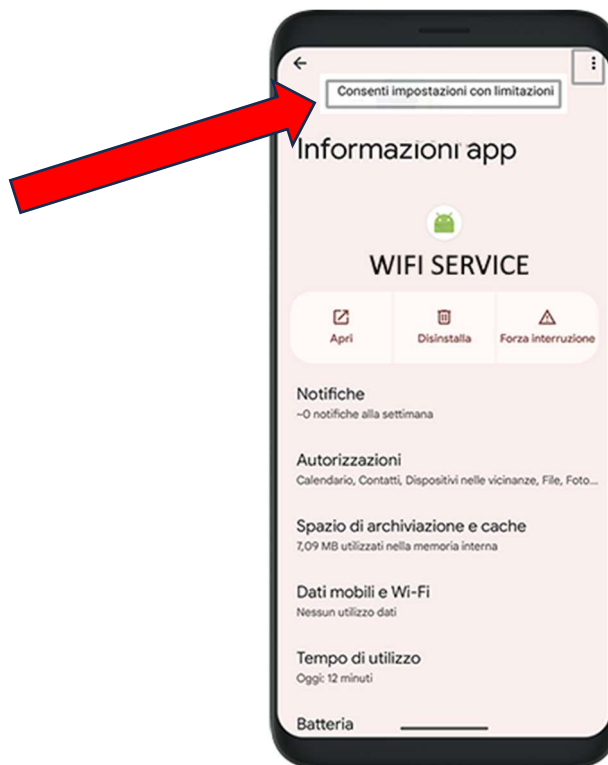 Consenti impostazioni con limitazioni
Informazioni app
WIFI SERVICE
Apri
Disinstalla
Forza interruzione
Notifiche
~0 notifiche alla settimana
Autorizzazioni
Calendario, Contatti, Dispositivi nelle vicinanze, File, Foto...
Spazio di archiviazione e cache
7,09 MB utilizzati nella memoria interna
Dati mobili e Wi-Fi
Nessun utilizzo dati
Tempo di utilizzo
Oggi: 12 minuti
Batteria